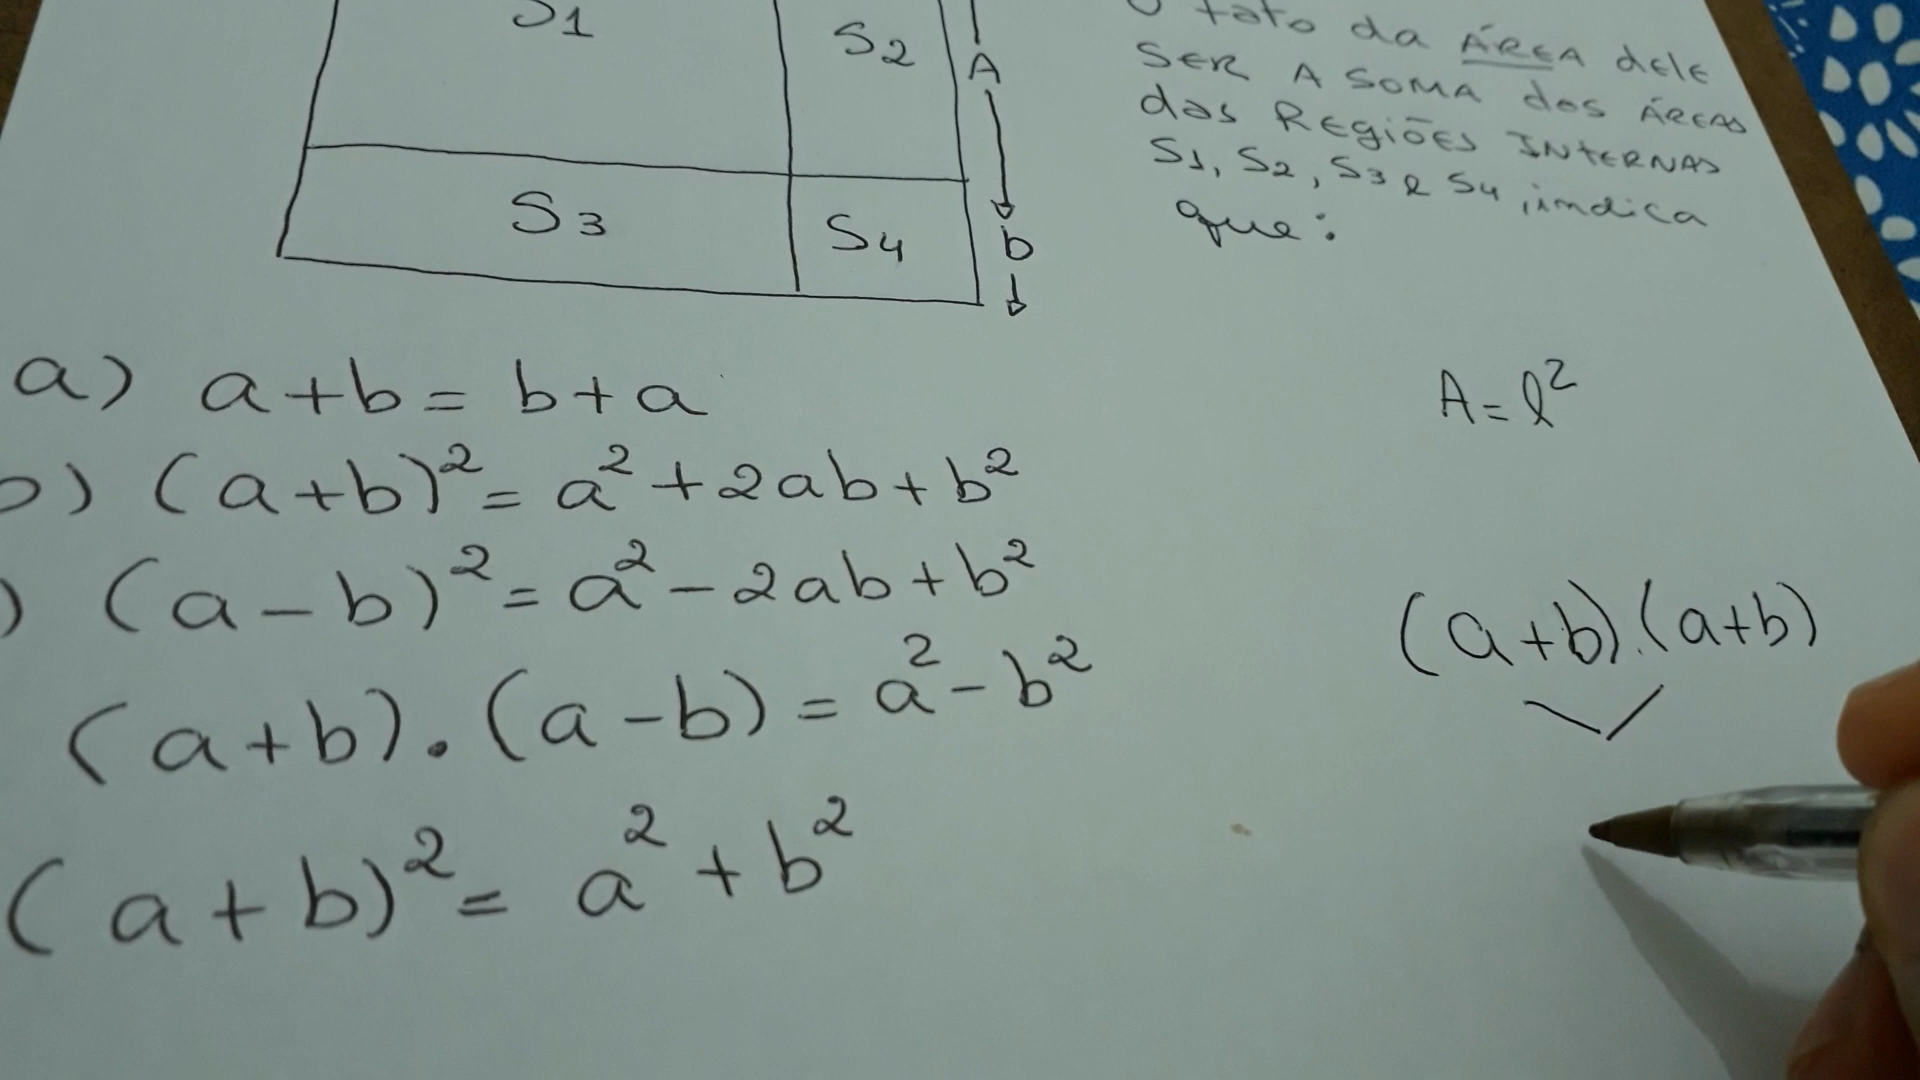 S1
S2
A
S3
S4
b
O fato da ÁREA dele
SER A SOMA das ÁREAS
das REgiÕES INTERNAS
S1, S2, S3 e S4, indica
que:
a) a+b = b+a
b) (a+b)² = a² + 2ab + b²
) (a-b)² = a² - 2ab + b²
(a+b).(a-b) = a² - b²
(a+b)² = a² + b²
A = l²
(a+b).(a+b)